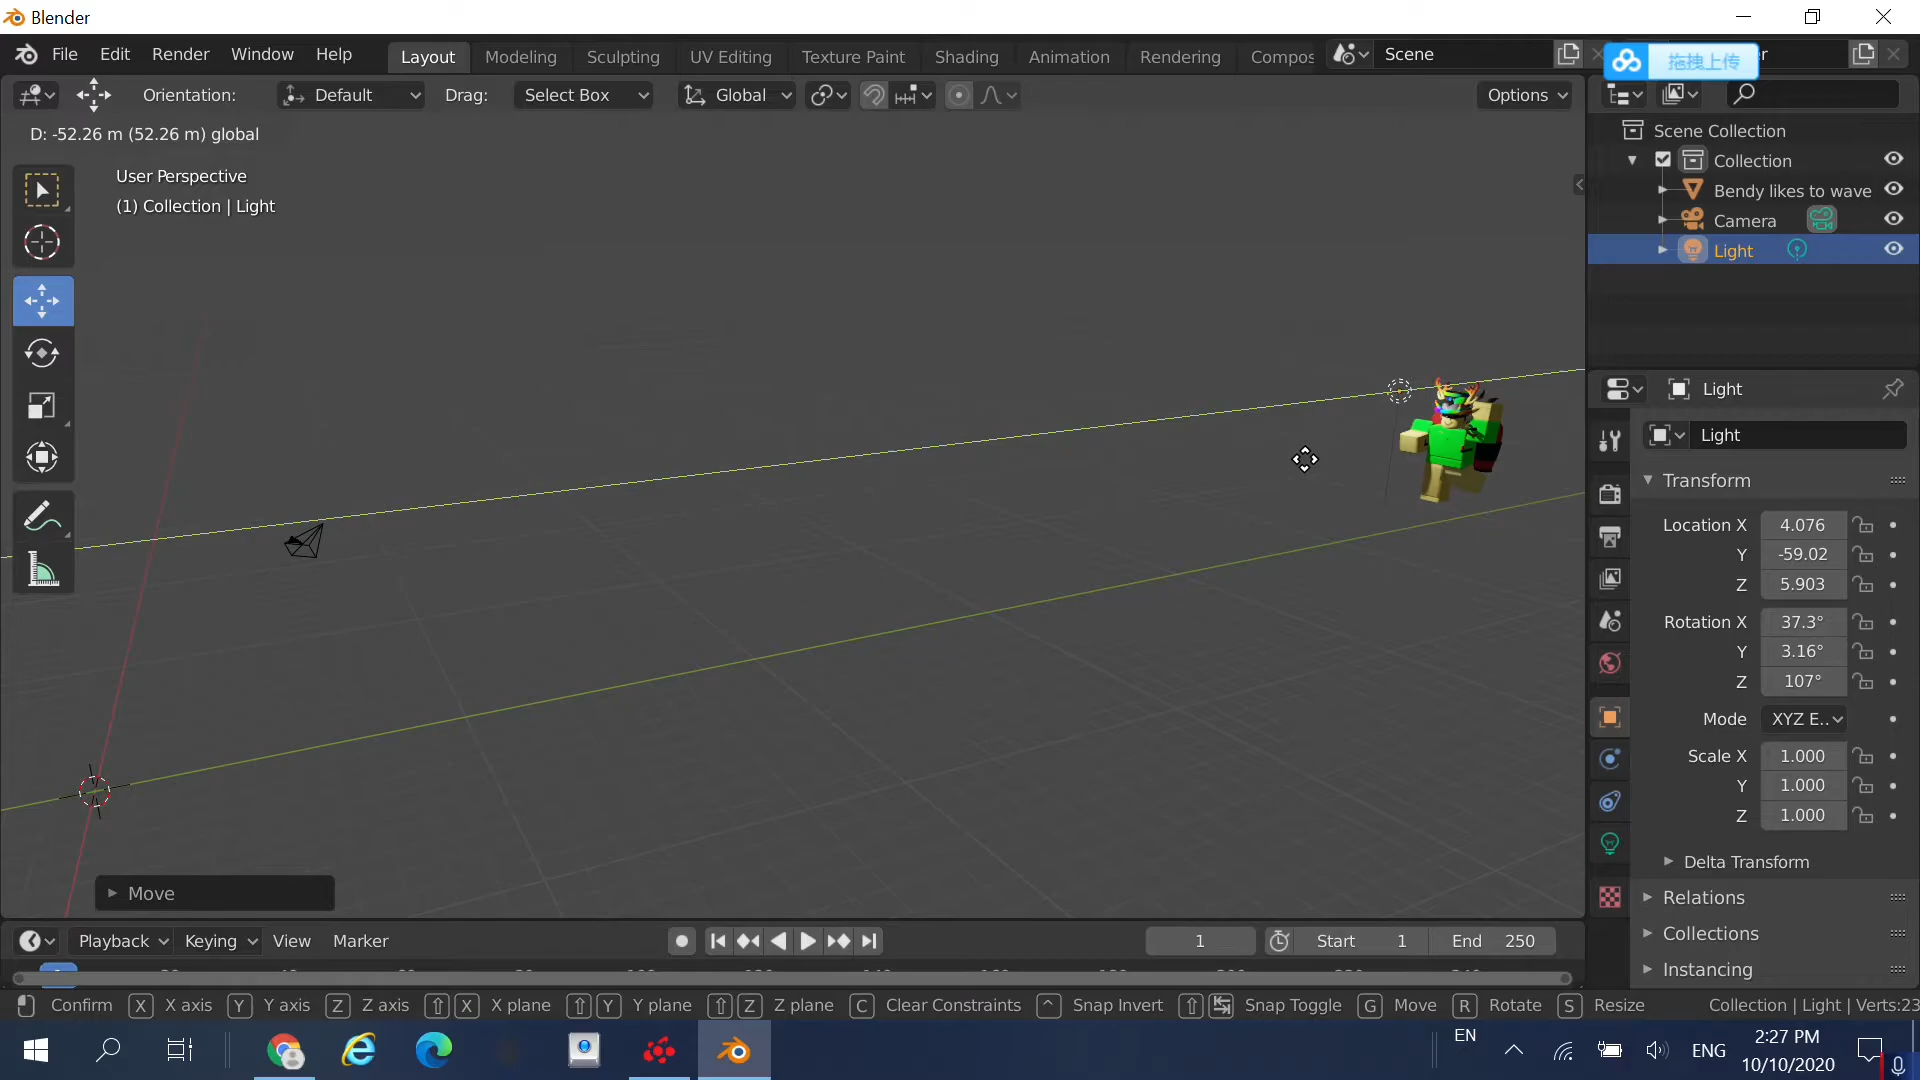 Blender
File Edit Render Window Help
Layout Modeling Sculpting UV Editing Texture Paint Shading Animation Rendering Compos
Scene
拖拽上传
Orientation: Default Drag: Select Box Global Options
D: -52.26 m (52.26 m) global
User Perspective
(1) Collection | Light
Scene Collection
Collection
Bendy likes to wave
Camera
Light
Light
Light
Transform
Location X 4.076
Y -59.02
Z 5.903
Rotation X 37.3°
Y 3.16°
Z 107°
Mode XYZ E..
Scale X 1.000
Y 1.000
Z 1.000
Delta Transform
Relations
Collections
Instancing
Move
Playback Keying View Marker 1 Start 1 End 250
Confirm X X axis Y Y axis Z Z axis X X plane Y Y plane Z Z plane C Clear Constraints ^ Snap Invert Snap Toggle G Move R Rotate S Resize Collection | Light | Verts:23
EN
ENG
2:27 PM
10/10/2020